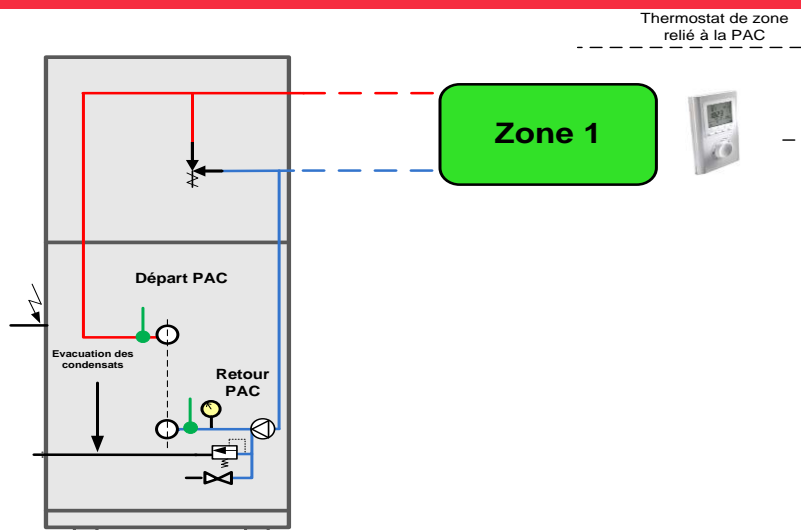 Thermostat de zone
relié à la PAC
Zone 1
Départ PAC
Evacuation des
condensats
Retour
PAC